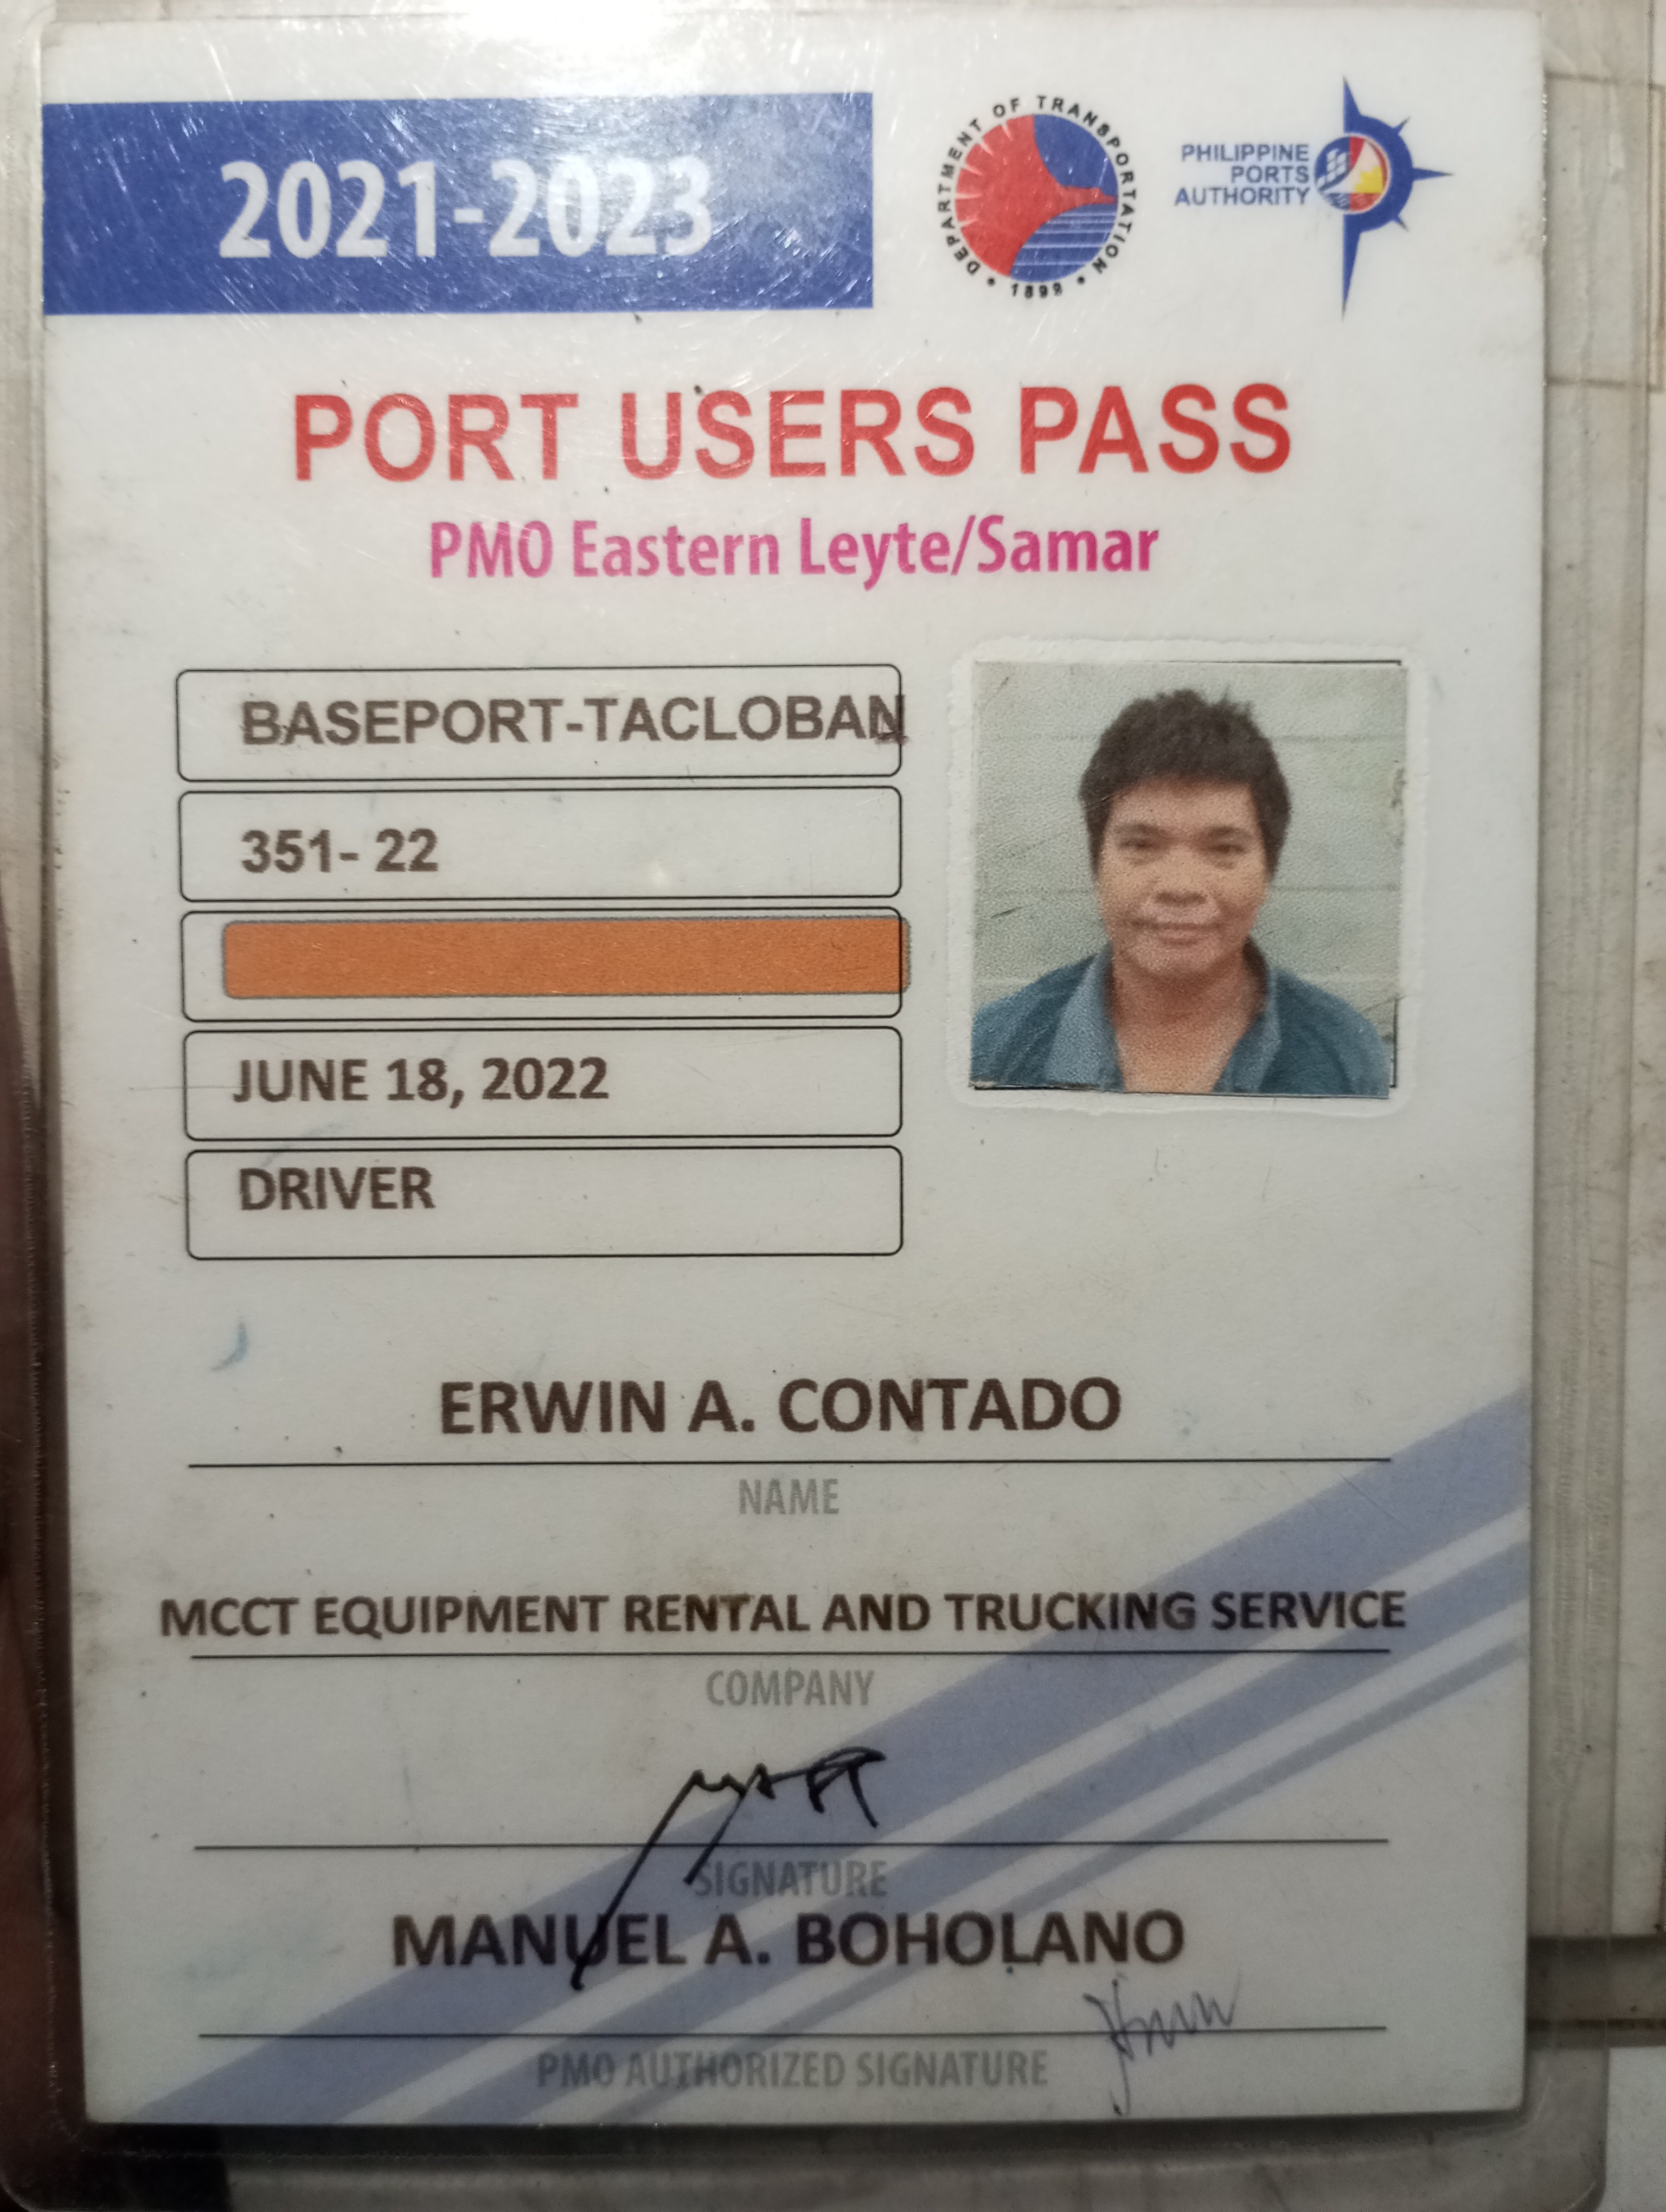 2021-2023
DEPARTMENT OF TRANSPORTATION
1899
PHILIPPINE
PORTS
AUTHORITY
PORT USERS PASS
PMO Eastern Leyte/Samar
BASEPORT-TACLOBAN
351- 22
JUNE 18, 2022
DRIVER
ERWIN A. CONTADO
NAME
MCCT EQUIPMENT RENTAL AND TRUCKING SERVICE
COMPANY
SIGNATURE
MANUEL A. BOHOLANO
PMO AUTHORIZED SIGNATURE